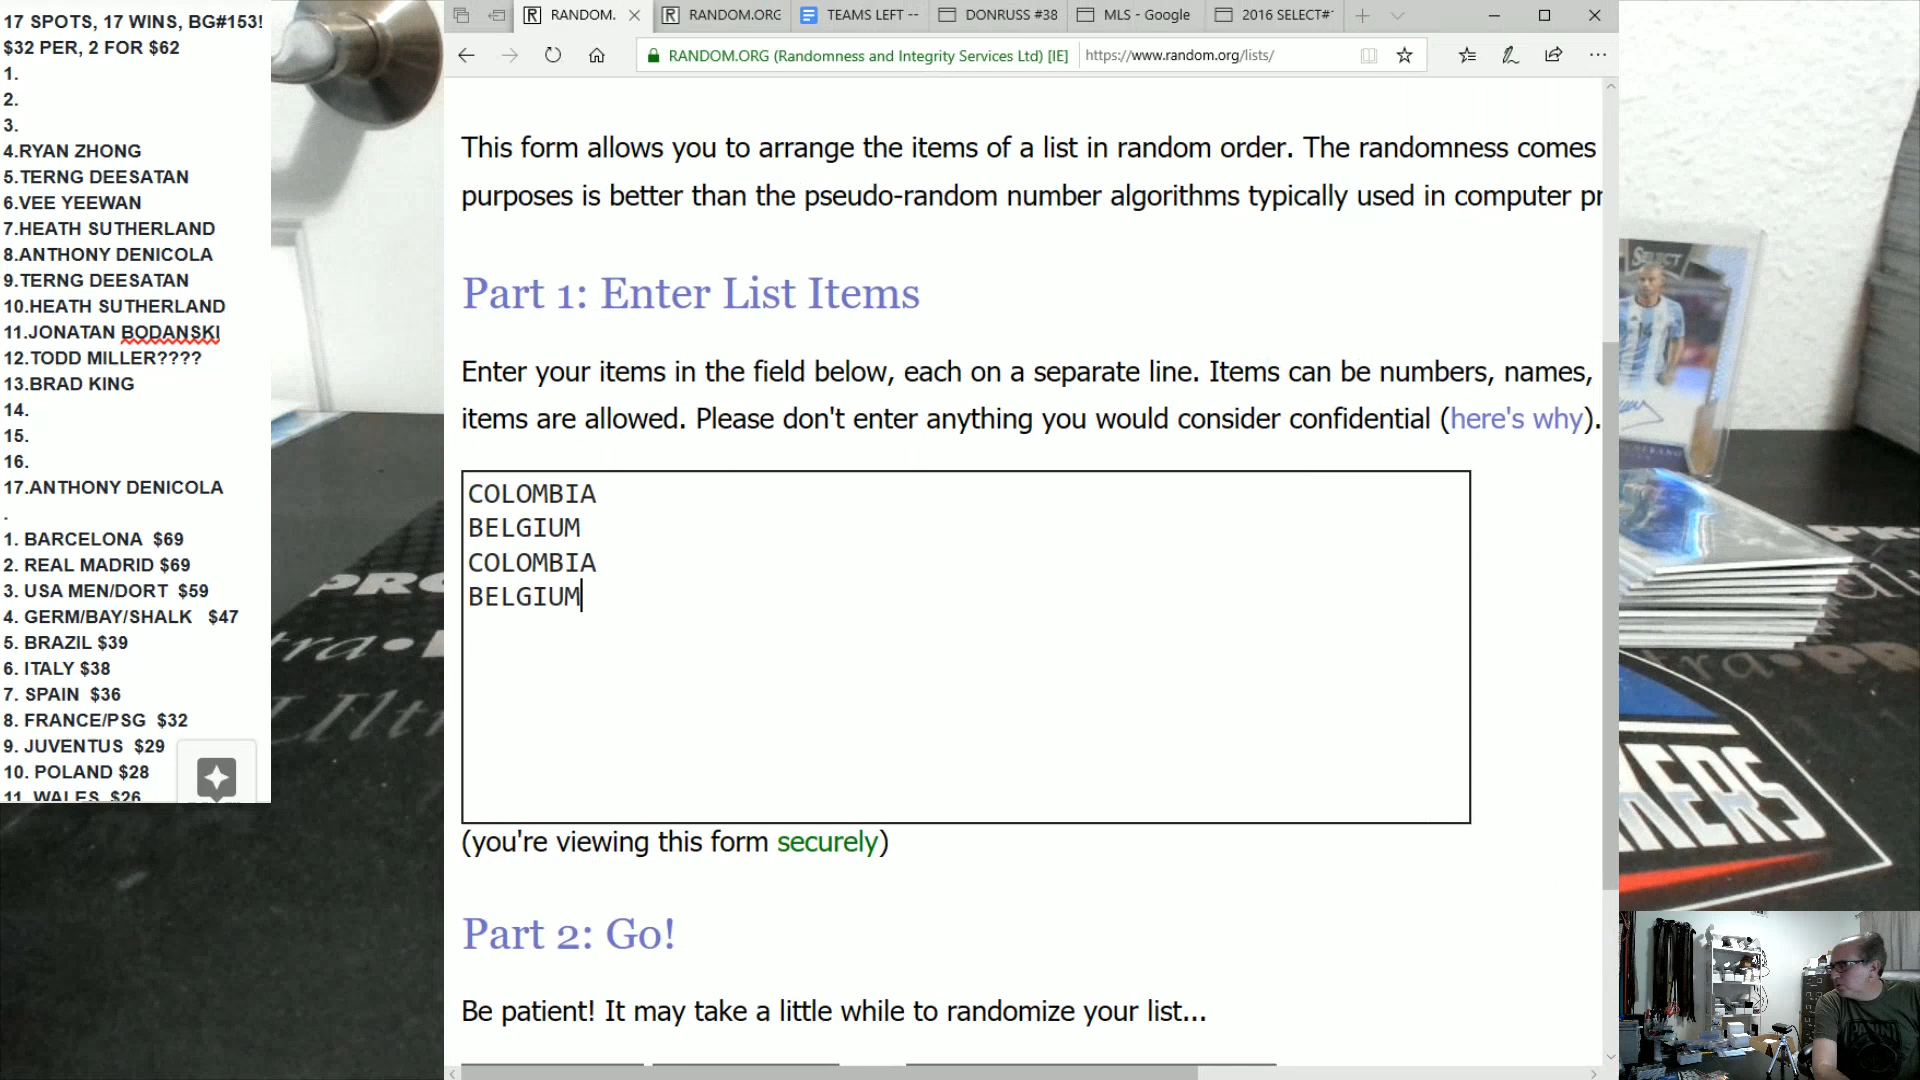 17 SPOTS, 17 WINS, BG#153!
$32 PER, 2 FOR $62
1.
2.
3.
4.RYAN ZHONG
5.TERNG DEESATAN
6.VEE YEEWAN
7.HEATH SUTHERLAND
8.ANTHONY DENICOLA
9.TERNG DEESATAN
10.HEATH SUTHERLAND
11.JONATAN BODANSKI
12.TODD MILLER????
13.BRAD KING
14.
15.
16.
17.ANTHONY DENICOLA
.
1. BARCELONA $69
2. REAL MADRID $69
3. USA MEN/DORT $59
4. GERM/BAY/SHALK $47
5. BRAZIL $39
6. ITALY $38
7. SPAIN $36
8. FRANCE/PSG $32
9. JUVENTUS $29
10. POLAND $28
11. WALES $26
RANDOM.
RANDOM.ORG
TEAMS LEFT --
DONRUSS #38
MLS - Google
2016 SELECT#
RANDOM.ORG (Randomness and Integrity Services Ltd) [IE]
https://www.random.org/lists/
This form allows you to arrange the items of a list in random order. The randomness comes
purposes is better than the pseudo-random number algorithms typically used in computer pr
Part 1: Enter List Items
Enter your items in the field below, each on a separate line. Items can be numbers, names,
items are allowed. Please don't enter anything you would consider confidential (here's why).
COLOMBIA
BELGIUM
COLOMBIA
BELGIUM
(you're viewing this form securely)
Part 2: Go!
Be patient! It may take a little while to randomize your list...
SELECT
14